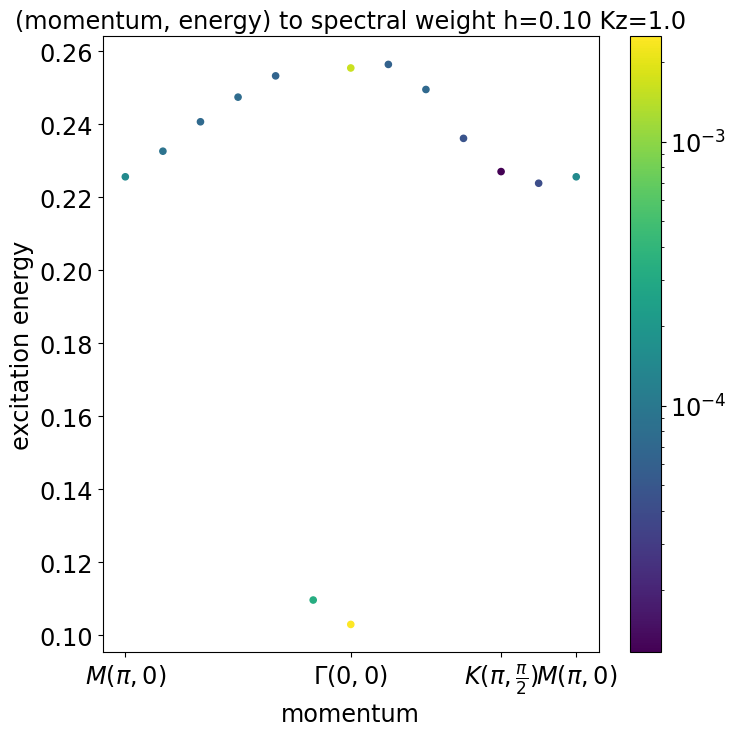 (momentum, energy) to spectral weight h=0.10 Kz=1.0
0.26
0.24
0.22
0.20
0.18
0.16
0.14
0.12
0.10
excitation energy
M(π, 0)
Γ(0, 0)
K(π, π/2)
M(π, 0)
momentum
10⁻³
10⁻⁴